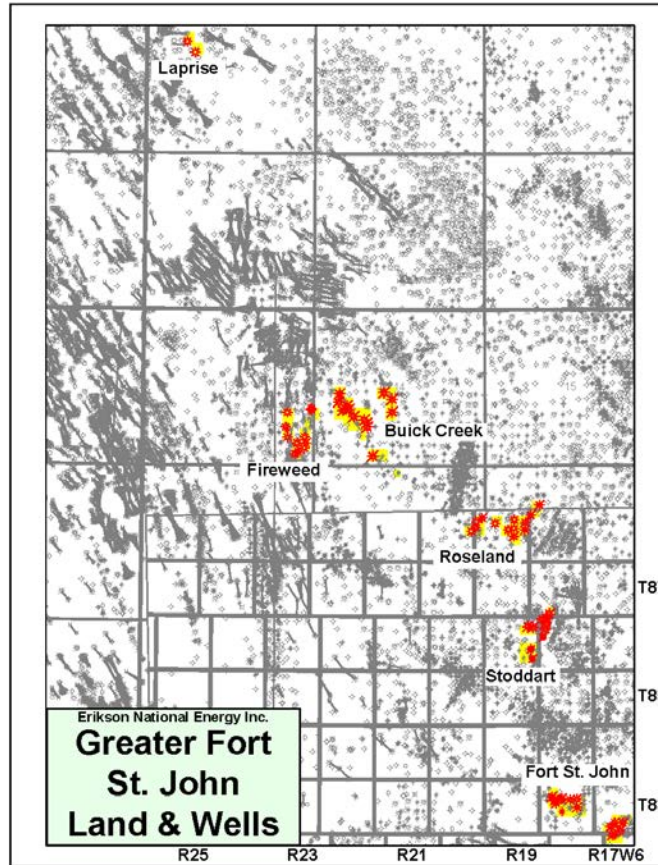 Laprise
Buick Creek
Fireweed
Roseland
T8
Stoddart
T8
Erikson National Energy Inc.
Greater Fort
St. John
Land & Wells
Fort St. John
T8
R25
R23
R21
R19
R17W6